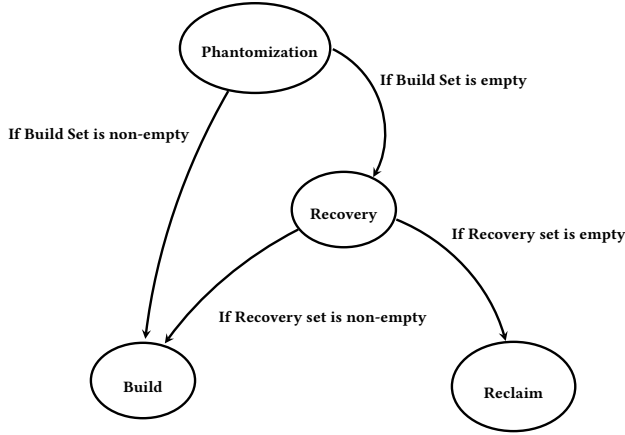 Phantomization
If Build Set is empty
If Build Set is non-empty
Recovery
If Recovery set is empty
If Recovery set is non-empty
Build
Reclaim